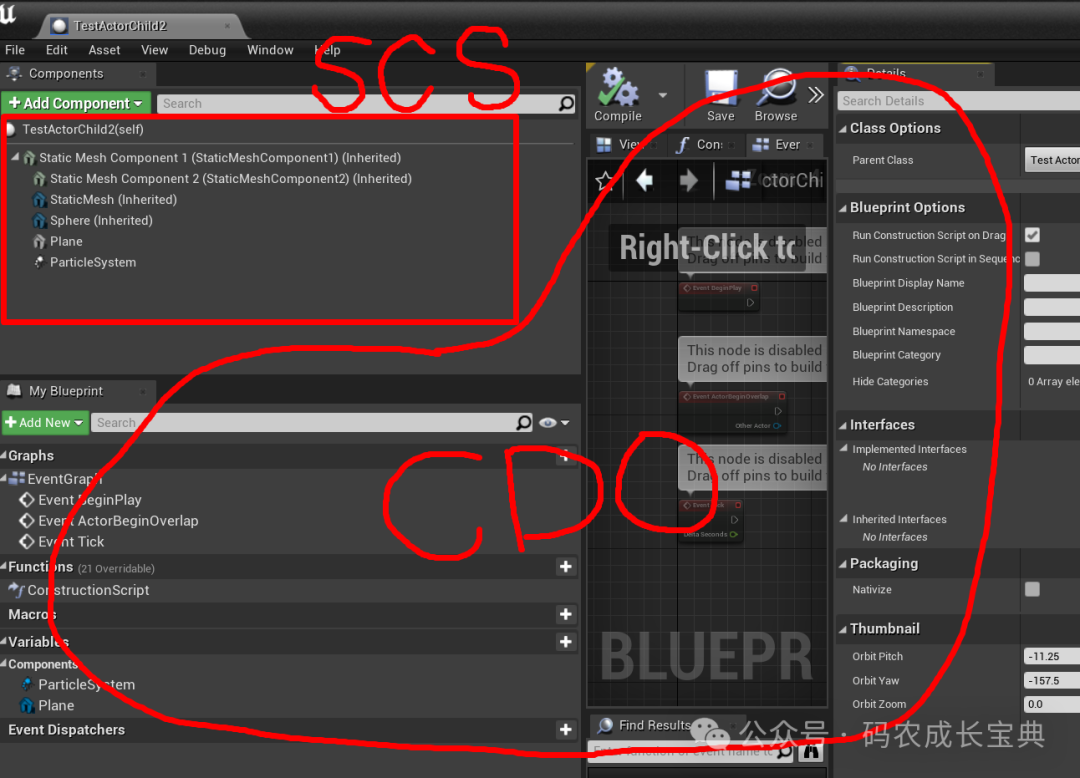 TestActorChild2
File Edit Asset View Debug Window Help
SCS
Components
Add Component
Search
TestActorChild2(self)
Static Mesh Component 1 (StaticMeshComponent1) (Inherited)
Static Mesh Component 2 (StaticMeshComponent2) (Inherited)
StaticMesh (Inherited)
Sphere (Inherited)
Plane
ParticleSystem
My Blueprint
Add New
Search
Graphs
EventGraph
Event BeginPlay
Event ActorBeginOverlap
Event Tick
Functions (21 Overridable)
ConstructionScript
Macros
Variables
Components
ParticleSystem
Plane
Event Dispatchers
CDO
Compile
Save
Browse
View
Con
Ever
ctorChi
Right-Click to
This node is disabled
Drag off pins to build
Event BeginPlay
This node is disabled
Drag off pins to build
Event ActorBeginOverlap
Other Actor
This node is disabled
Drag off pins to build
Event Tick
Delta Seconds
BLUEPR
Find Results
Enter function or event name to
Details
Search Details
Class Options
Parent Class
Test Actor
Blueprint Options
Run Construction Script on Drag
Run Construction Script in Sequenc
Blueprint Display Name
Blueprint Description
Blueprint Namespace
Blueprint Category
Hide Categories
0 Array ele
Interfaces
Implemented Interfaces
No Interfaces
Inherited Interfaces
No Interfaces
Packaging
Nativize
Thumbnail
Orbit Pitch
-11.25
Orbit Yaw
-157.5
Orbit Zoom
0.0
公众号 · 码农成长宝典